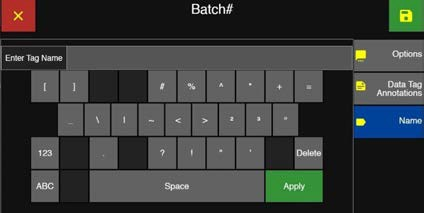 Batch#
Options
Enter Tag Name
Data Tag
Annotations
Name
[ ] # % ^ * + =
_ \ | ~ < > ² ³ °
123 . ? ! " ' Delete
ABC Space Apply